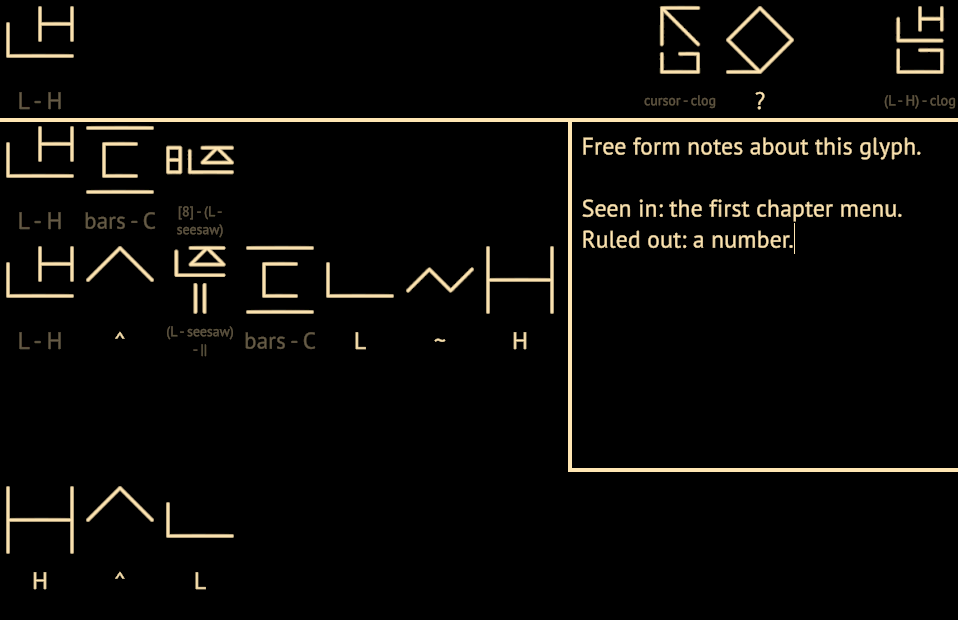 L - H
cursor - clog
?
(L - H) - clog
L - H
bars - C
[8] - (L -
seesaw)
Free form notes about this glyph.
Seen in: the first chapter menu.
Ruled out: a number.
L - H
^
(L - seesaw)
- ||
bars - C
L
~
H
H
^
L